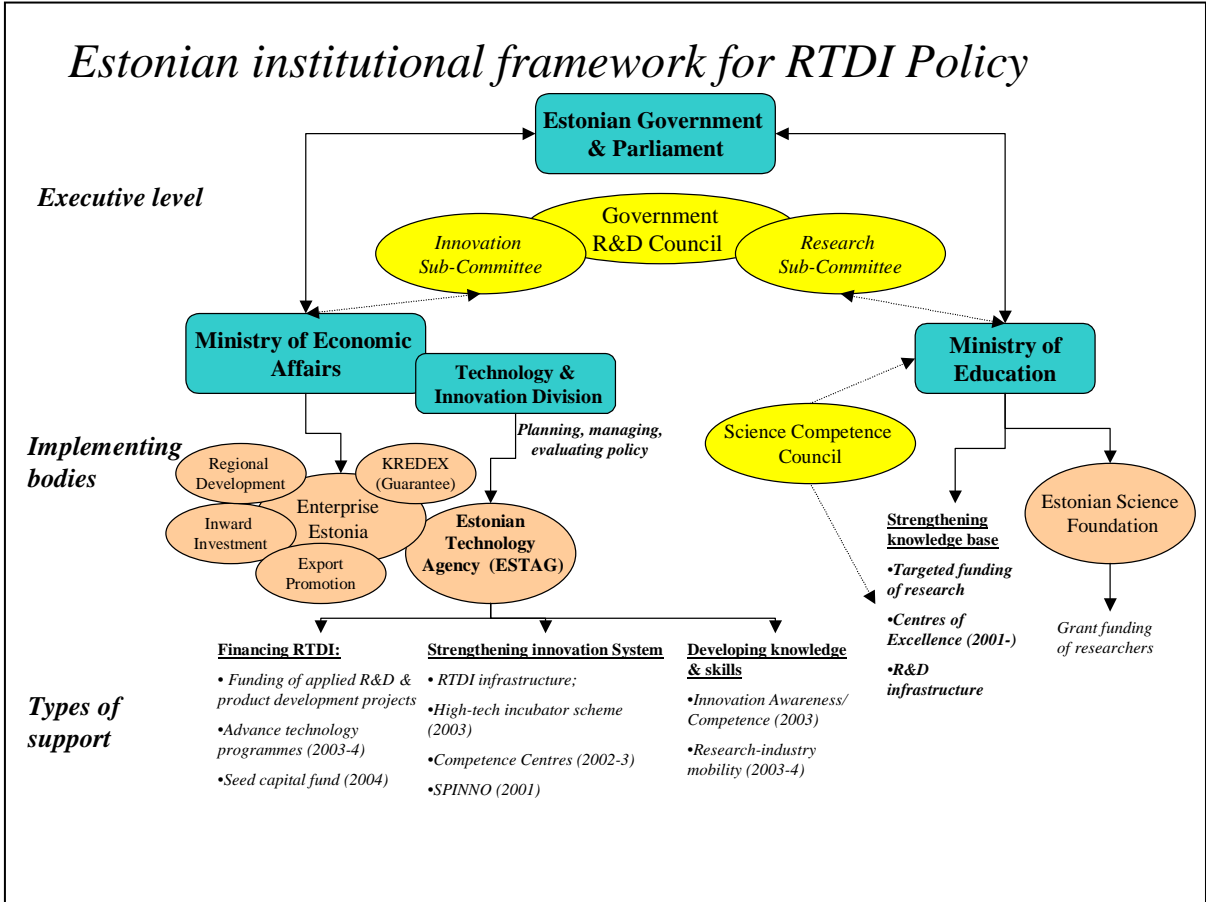 Estonian institutional framework for RTDI Policy
Estonian Government
& Parliament
Executive level
Government
R&D Council
Innovation
Sub-Committee
Research
Sub-Committee
Ministry of Economic
Affairs
Technology &
Innovation Division
Ministry of
Education
Planning, managing,
evaluating policy
Science Competence
Council
Implementing
bodies
Regional
Development
KREDEX
(Guarantee)
Enterprise
Estonia
Inward
Investment
Export
Promotion
Estonian
Technology
Agency (ESTAG)
Estonian Science
Foundation
Strengthening
knowledge base
•Targeted funding
of research
•Centres of
Excellence (2001-)
•R&D
infrastructure
Grant funding
of researchers
Types of
support
Financing RTDI:
• Funding of applied R&D &
product development projects
•Advance technology
programmes (2003-4)
•Seed capital fund (2004)
Strengthening innovation System
• RTDI infrastructure;
•High-tech incubator scheme
(2003)
•Competence Centres (2002-3)
•SPINNO (2001)
Developing knowledge
& skills
•Innovation Awareness/
Competence (2003)
•Research-industry
mobility (2003-4)